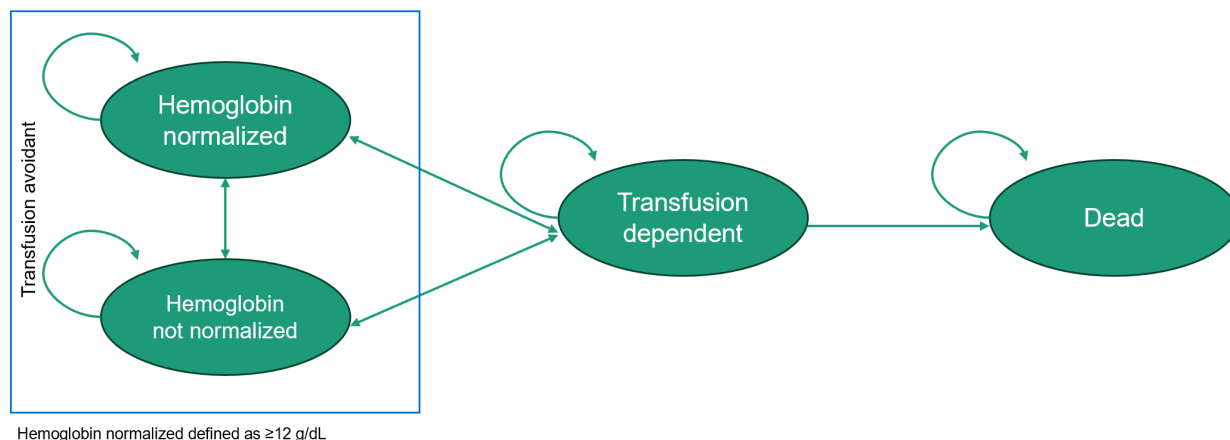 Transfusion avoidant
Hemoglobin
normalized
Hemoglobin
not normalized
Transfusion
dependent
Dead
Hemoglobin normalized defined as ≥12 g/dL